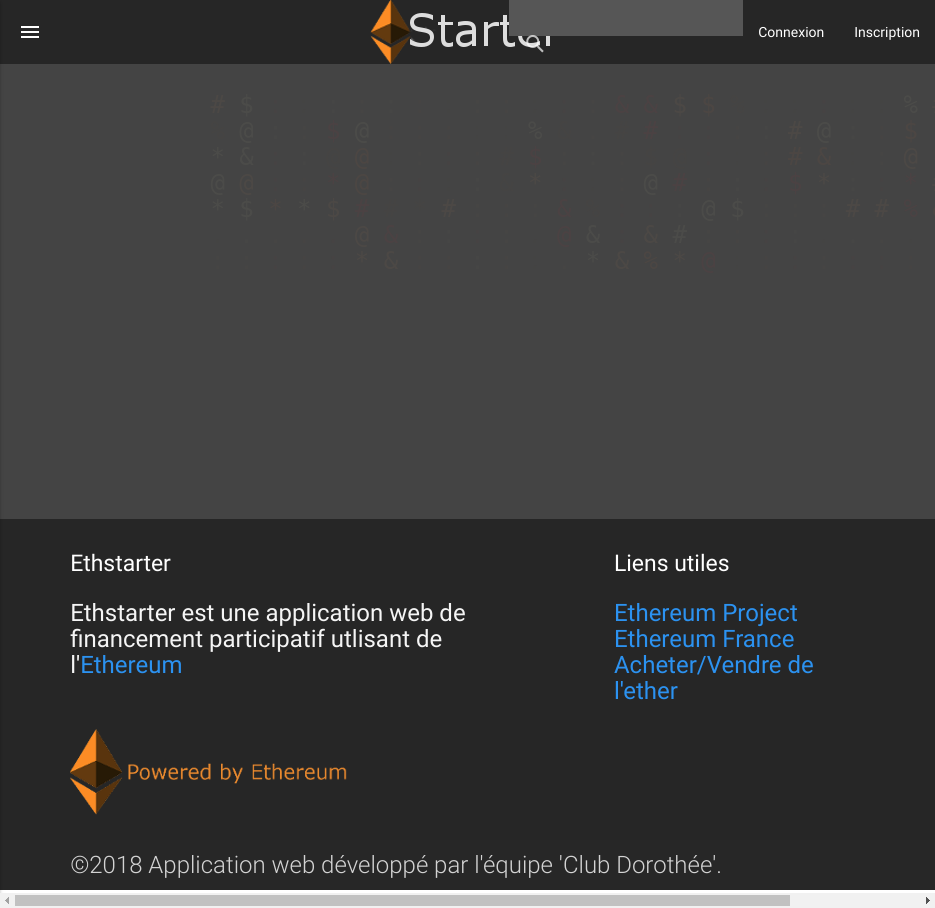 Starter
Connexion
Inscription
# $ $ $ %
@ @ % # @ $
* & @ # & @
@ @ @ * @ *
* $ * * $ # @ $ # #
@ & & #
* & * & & *
Ethstarter
Ethstarter est une application web de
financement participatif utlisant de
l'Ethereum
Liens utiles
Ethereum Project
Ethereum France
Acheter/Vendre de
l'ether
Powered by Ethereum
©2018 Application web développé par l'équipe 'Club Dorothée'.